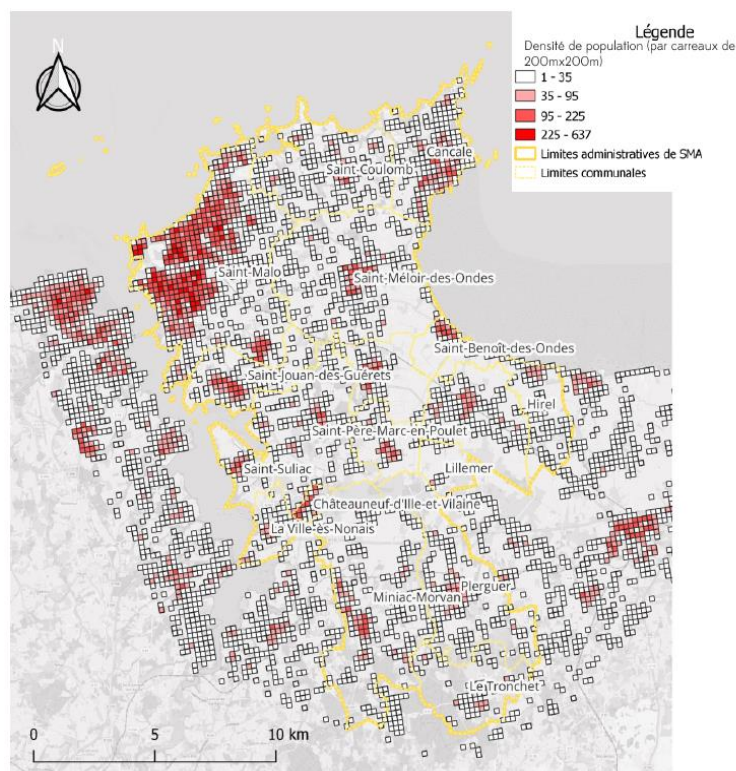 Légende
Densité de population (par carreaux de
200mx200m)
1 - 35
35 - 95
95 - 225
225 - 637
Limites administratives de SMA
Limites communales
N
Cancale
Saint-Coulomb
Saint-Malo
Saint-Méloir-des-Ondes
Saint-Benoît-des-Ondes
Saint-Jouan-des-Guérets
Hirel
Saint-Père-Marc-en-Poulet
Saint-Suliac
Lillemer
Châteauneuf-d'Ille-et-Vilaine
La Ville-ès-Nonais
Plerguer
Miniac-Morvan
Le Tronchet
0 5 10 km